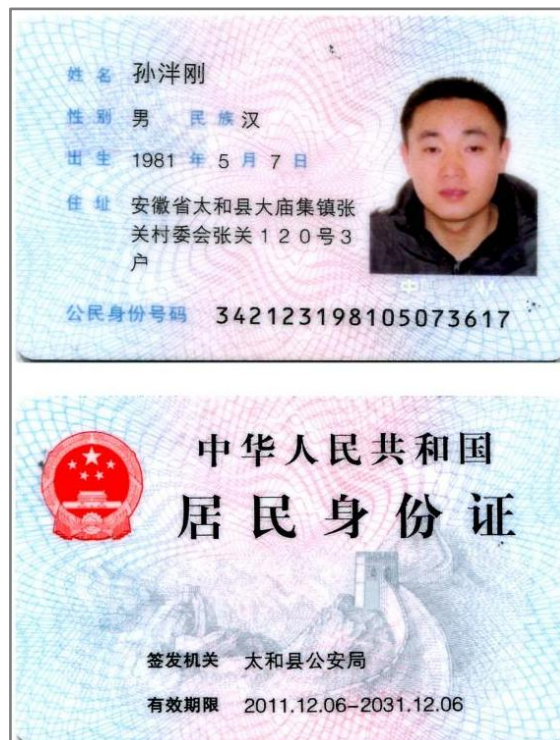 姓名 孙泮刚
性别 男 民族 汉
出生 1981 年 5 月 7 日
住址 安徽省太和县大庙集镇张
关村委会张关120号3
户
公民身份号码 342123198105073617
中华人民共和国
居民身份证
签发机关 太和县公安局
有效期限 2011.12.06-2031.12.06